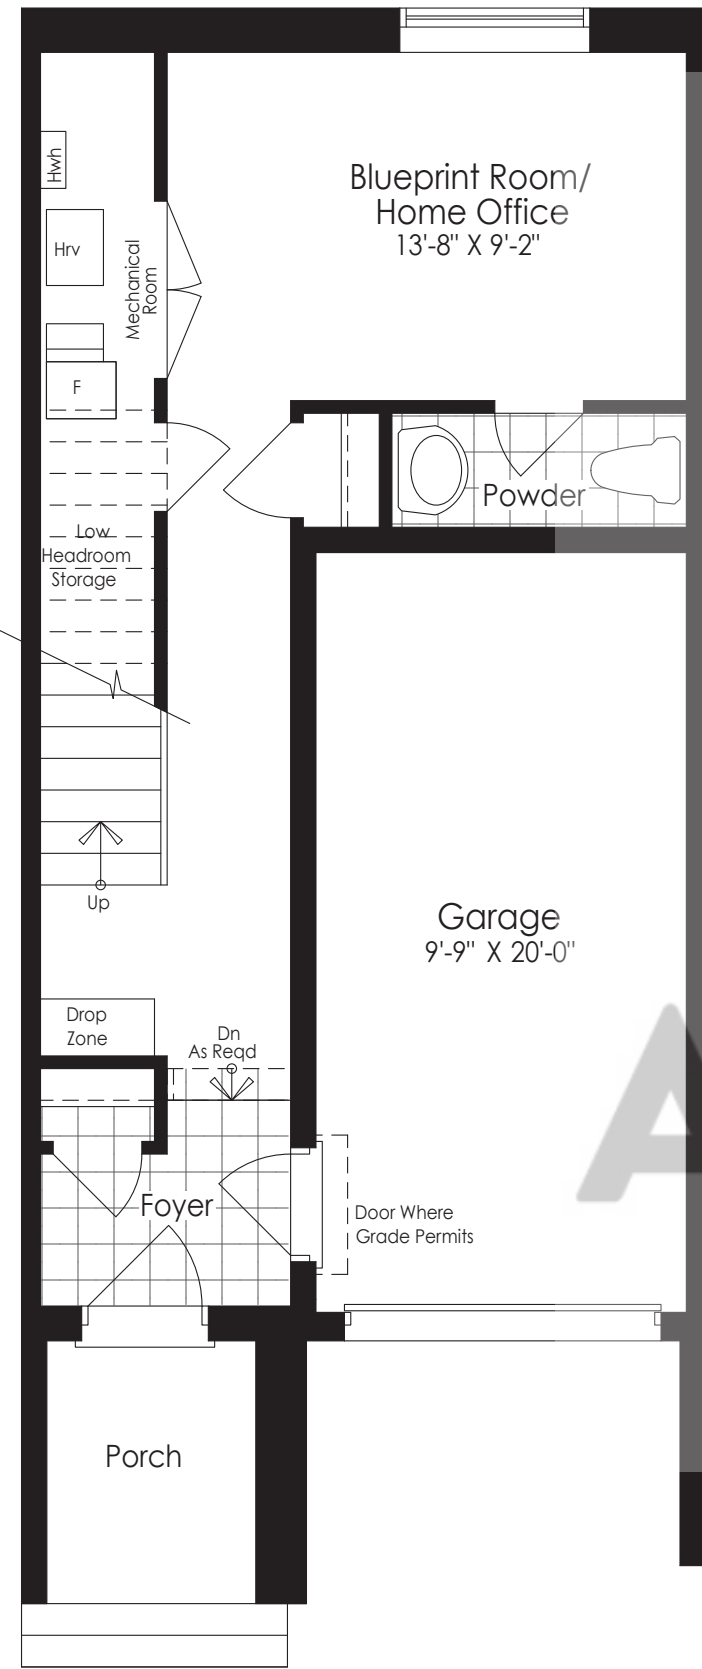 Hwh
Blueprint Room/
Home Office
13'-8" X 9'-2"
Hrv
Mechanical
Room
F
Powder
Low
Headroom
Storage
Up
Garage
9'-9" X 20'-0"
Drop
Zone
Dn
As Reqd
Foyer
Door Where
Grade Permits
Porch
A